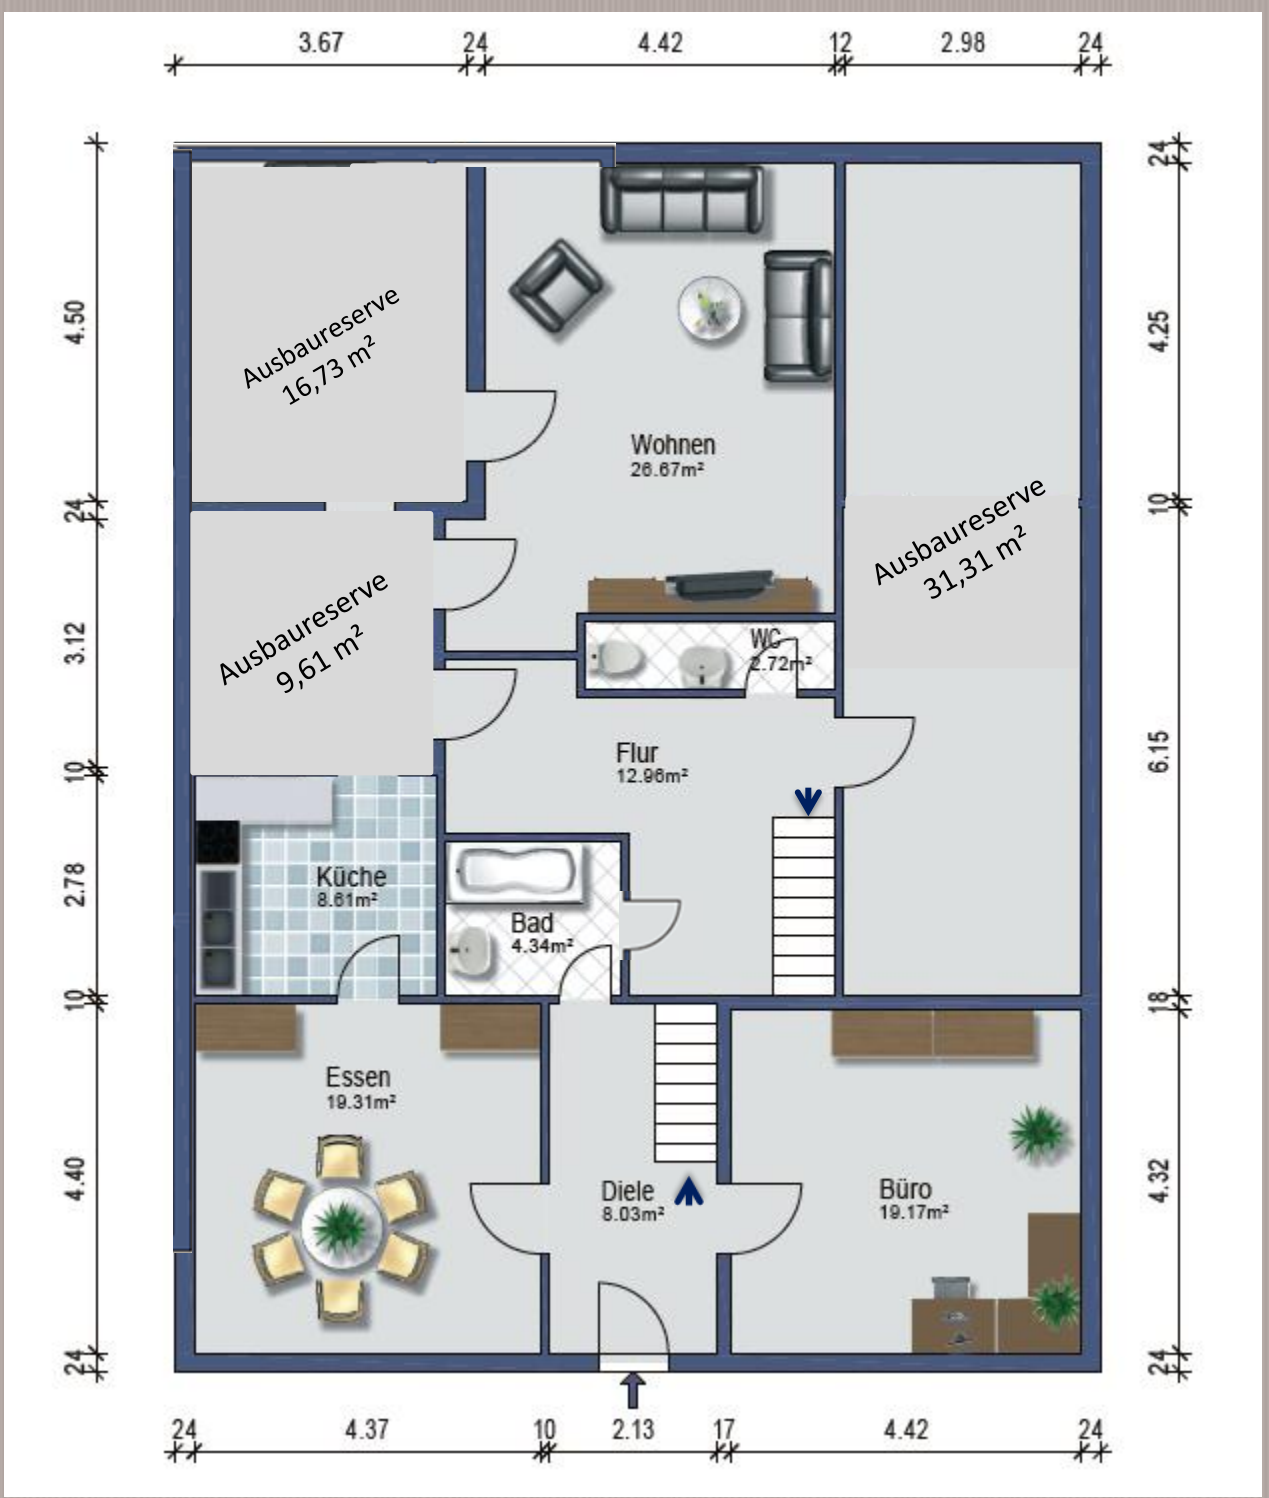 3.67 24 4.42 12 2.98 24
24
4.50
Ausbaureserve
16,73 m²
4.25
Wohnen
26.67m²
24
10
Ausbaureserve
31,31 m²
Ausbaureserve
9,61 m²
3.12
WC
2.72m²
Flur
12.96m²
6.15
10
Küche
8.61m²
2.78
Bad
4.34m²
10
18
Essen
19.31m²
4.40
Diele
8.03m²
Büro
19.17m²
4.32
24
24
24 4.37 10 2.13 17 4.42 24